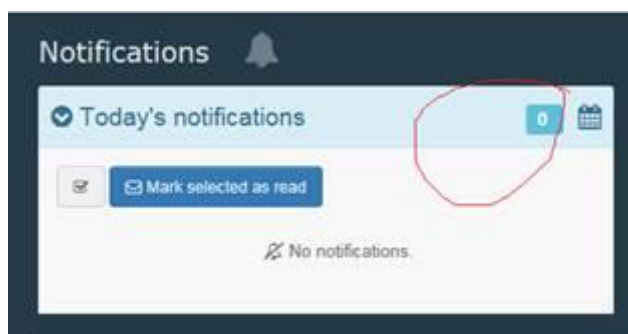 Notifications
Today's notifications 0
Mark selected as read
No notifications.